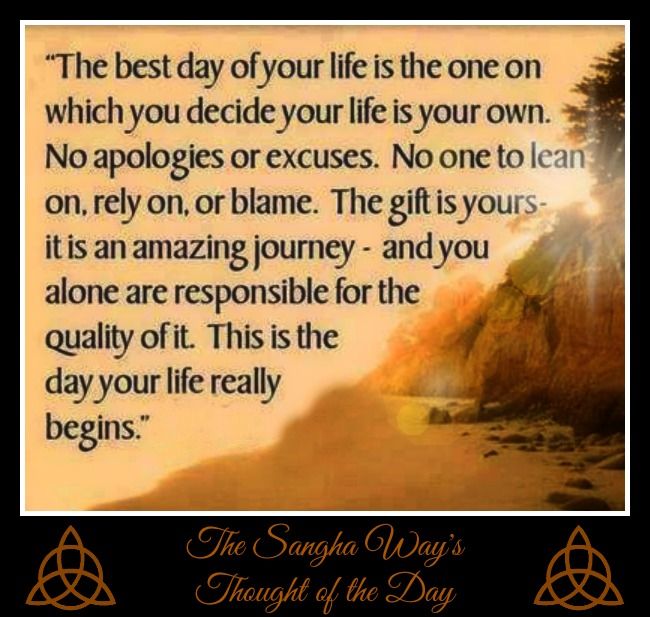 “The best day of your life is the one on
which you decide your life is your own.
No apologies or excuses.  No one to lean
on, rely on, or blame.  The gift is yours-
it is an amazing journey -  and you
alone are responsible for the
quality of it.  This is the
day your life really
begins.”
The Sangha Way’s
Thought of the Day